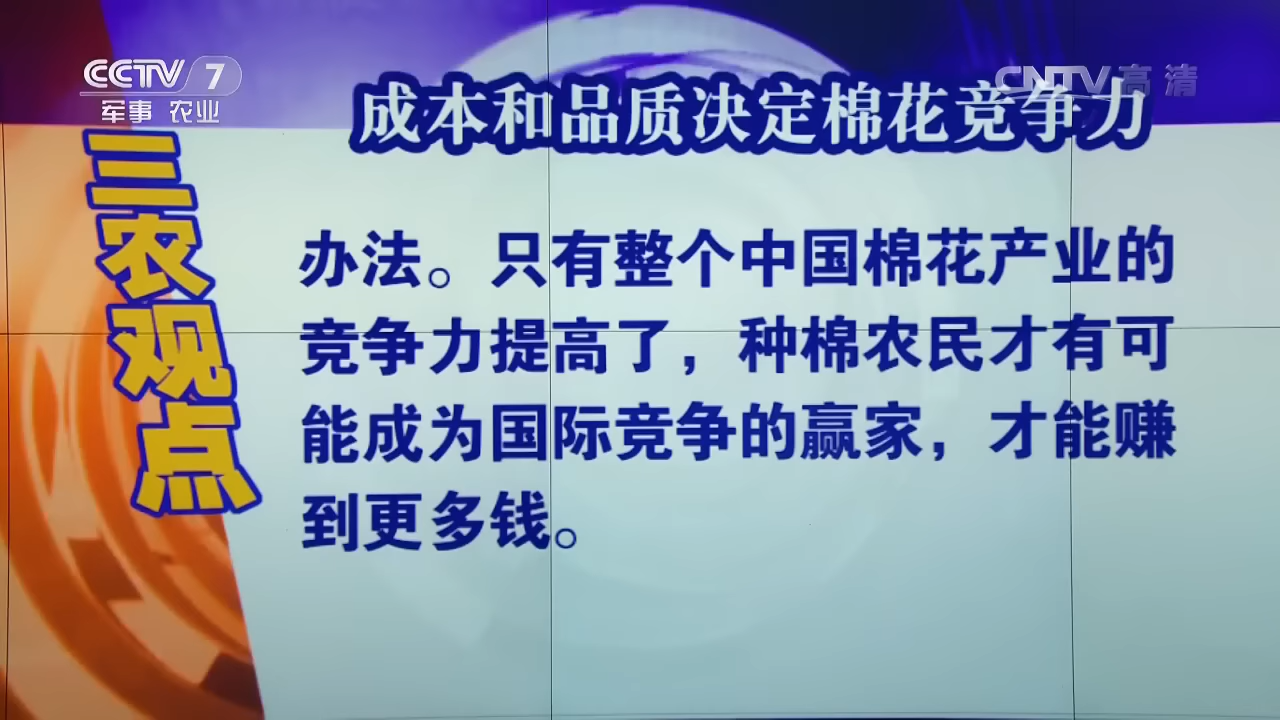 CCTV 7
军事 农业
CNTV高清
成本和品质决定棉花竞争力
三农观点
办法。只有整个中国棉花产业的
竞争力提高了，种棉农民才有可
能成为国际竞争的赢家，才能赚
到更多钱。